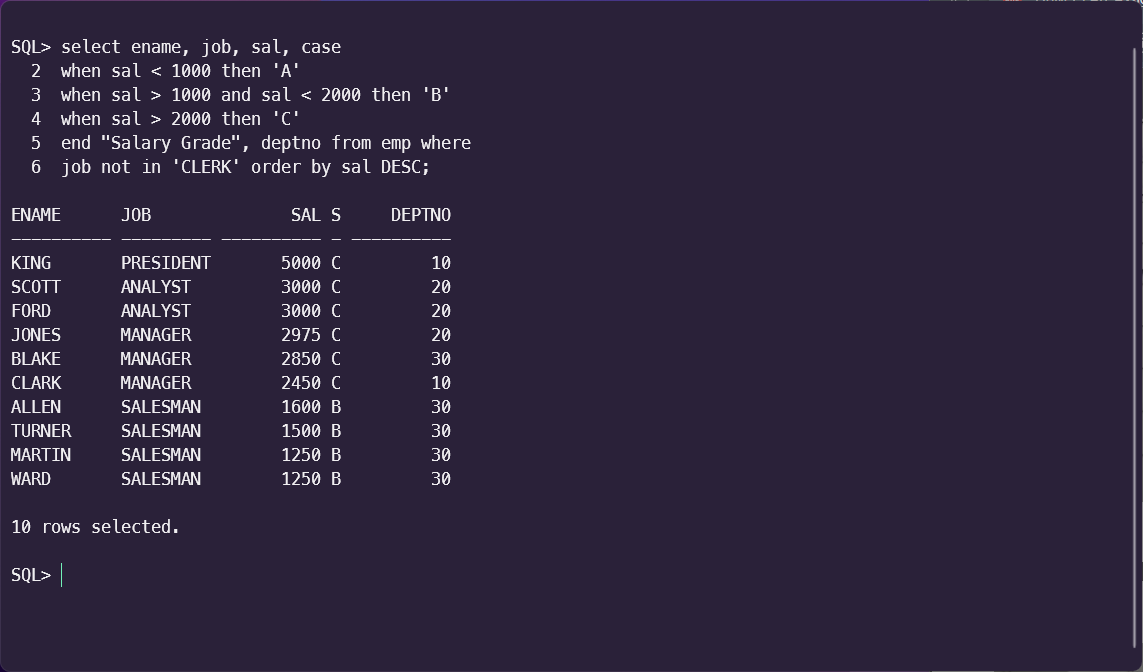 SQL> select ename, job, sal, case
  2  when sal < 1000 then 'A'
  3  when sal > 1000 and sal < 2000 then 'B'
  4  when sal > 2000 then 'C'
  5  end "Salary Grade", deptno from emp where
  6  job not in 'CLERK' order by sal DESC;
ENAME      JOB              SAL S     DEPTNO
---------- --------- ---------- - ----------
KING       PRESIDENT       5000 C         10
SCOTT      ANALYST         3000 C         20
FORD       ANALYST         3000 C         20
JONES      MANAGER         2975 C         20
BLAKE      MANAGER         2850 C         30
CLARK      MANAGER         2450 C         10
ALLEN      SALESMAN        1600 B         30
TURNER     SALESMAN        1500 B         30
MARTIN     SALESMAN        1250 B         30
WARD       SALESMAN        1250 B         30
10 rows selected.
SQL>